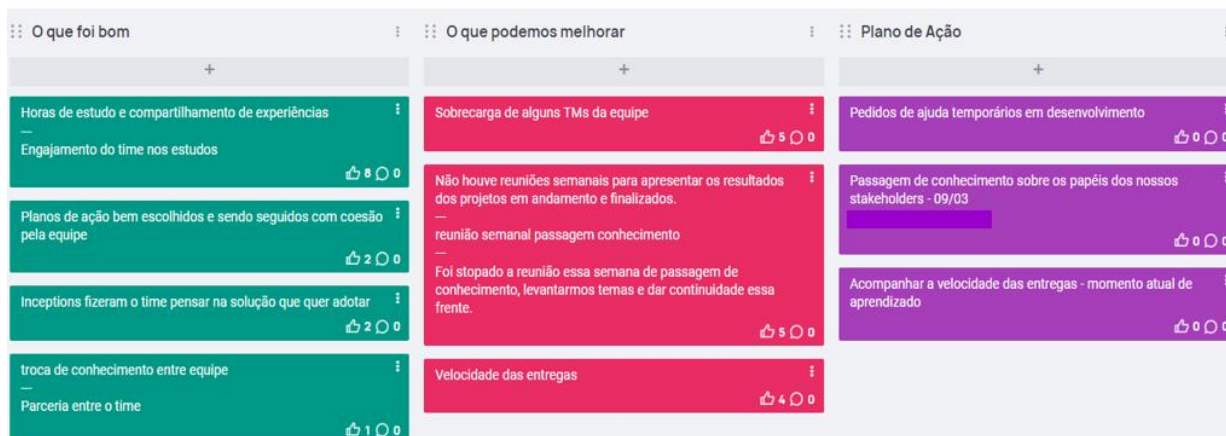 O que foi bom
+
Horas de estudo e compartilhamento de experiências
—
Engajamento do time nos estudos
8 0
Planos de ação bem escolhidos e sendo seguidos com coesão
pela equipe
2 0
Inceptions fizeram o time pensar na solução que quer adotar
2 0
troca de conhecimento entre equipe
—
Parceria entre o time
1 0
O que podemos melhorar
+
Sobrecarga de alguns TMs da equipe
5 0
Não houve reuniões semanais para apresentar os resultados
dos projetos em andamento e finalizados.
—
reunião semanal passagem conhecimento
—
Foi stopado a reunião essa semana de passagem de
conhecimento, levantarmos temas e dar continuidade essa
frente.
5 0
Velocidade das entregas
4 0
Plano de Ação
+
Pedidos de ajuda temporários em desenvolvimento
0 0
Passagem de conhecimento sobre os papéis dos nossos
stakeholders - 09/03
0 0
Acompanhar a velocidade das entregas - momento atual de
aprendizado
0 0